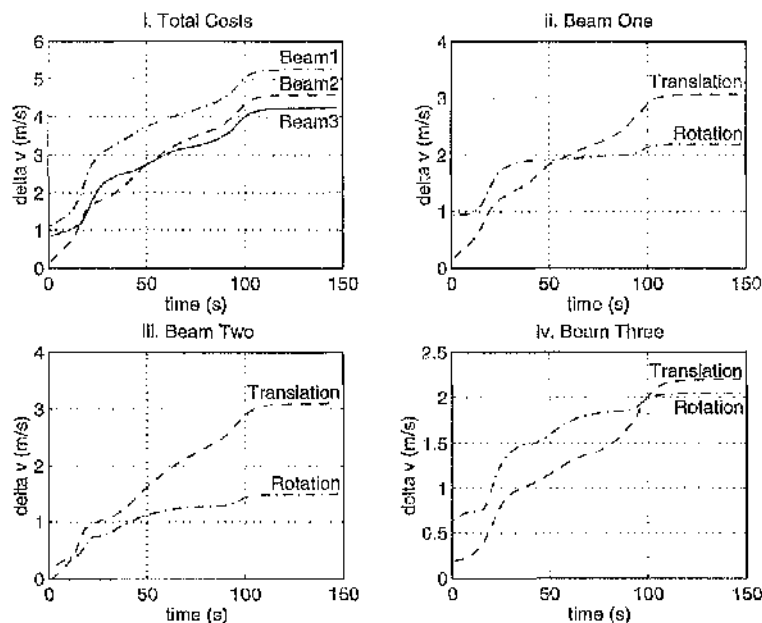 i. Total Costs
6
5
4
3
2
1
0
0 50 100 150
delta v (m/s)
time (s)
Beam1
Beam2
Beam3
ii. Beam One
4
3
2
1
0
0 50 100 150
delta v (m/s)
time (s)
Translation
Rotation
iii. Beam Two
4
3
2
1
0
0 50 100 150
delta v (m/s)
time (s)
Translation
Rotation
iv. Beam Three
2.5
2
1.5
1
0.5
0
0 50 100 150
delta v (m/s)
time (s)
Translation
Rotation